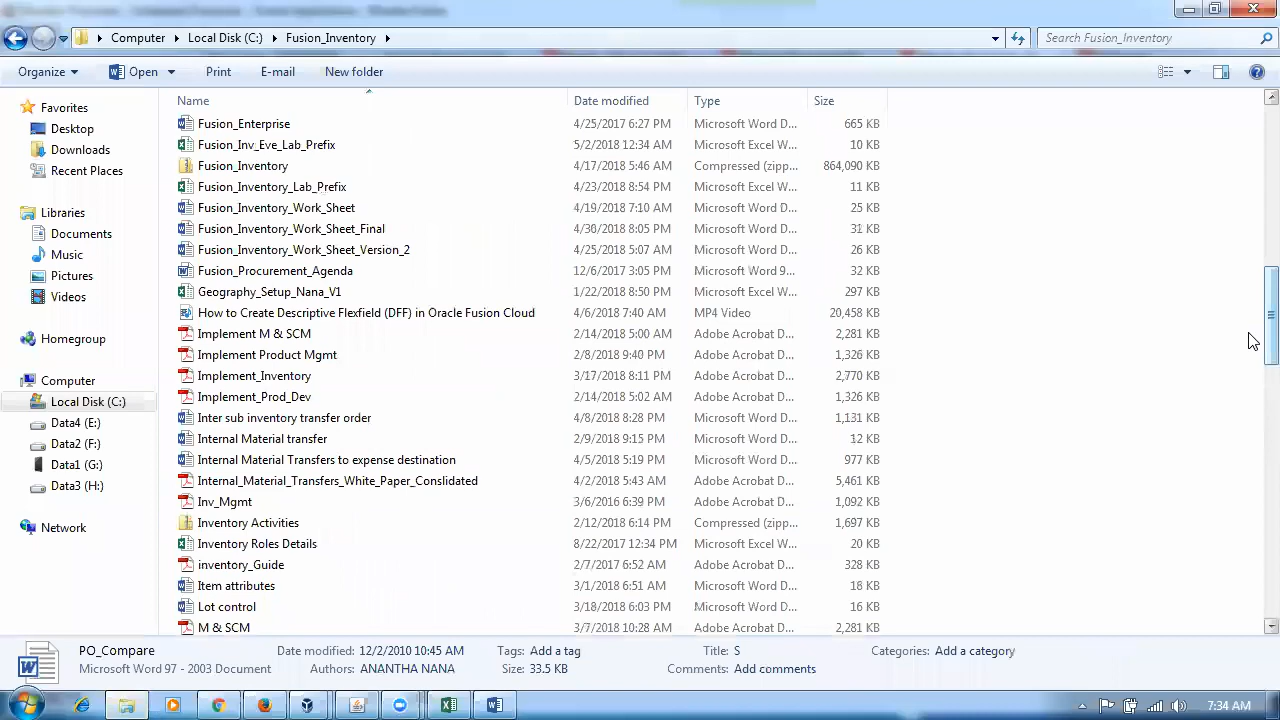 Computer Local Disk (C:) Fusion_Inventory Search Fusion_Inventory
Organize Open Print E-mail New folder
Name Date modified Type Size
Favorites
Desktop
Downloads
Recent Places
Libraries
Documents
Music
Pictures
Videos
Homegroup
Computer
Local Disk (C:)
Data4 (E:)
Data2 (F:)
Data1 (G:)
Data3 (H:)
Network
Fusion_Enterprise 4/25/2017 6:27 PM Microsoft Word D... 665 KB
Fusion_Inv_Eve_Lab_Prefix 5/2/2018 12:34 AM Microsoft Excel W... 10 KB
Fusion_Inventory 4/17/2018 5:46 AM Compressed (zipp... 864,090 KB
Fusion_Inventory_Lab_Prefix 4/23/2018 8:54 PM Microsoft Excel W... 11 KB
Fusion_Inventory_Work_Sheet 4/19/2018 7:10 AM Microsoft Word D... 25 KB
Fusion_Inventory_Work_Sheet_Final 4/30/2018 8:05 PM Microsoft Word D... 31 KB
Fusion_Inventory_Work_Sheet_Version_2 4/25/2018 5:07 AM Microsoft Word D... 26 KB
Fusion_Procurement_Agenda 12/6/2017 3:05 PM Microsoft Word 9... 32 KB
Geography_Setup_Nana_V1 1/22/2018 8:50 PM Microsoft Excel W... 297 KB
How to Create Descriptive Flexfield (DFF) in Oracle Fusion Cloud 4/6/2018 7:40 AM MP4 Video 20,458 KB
Implement M & SCM 2/14/2018 5:00 AM Adobe Acrobat D... 2,281 KB
Implement Product Mgmt 2/8/2018 9:40 PM Adobe Acrobat D... 1,326 KB
Implement_Inventory 3/17/2018 8:11 PM Adobe Acrobat D... 2,770 KB
Implement_Prod_Dev 2/14/2018 5:02 AM Adobe Acrobat D... 1,326 KB
Inter sub inventory transfer order 4/8/2018 8:28 PM Microsoft Word D... 1,131 KB
Internal Material transfer 2/9/2018 9:15 PM Microsoft Word D... 12 KB
Internal Material Transfers to expense destination 4/5/2018 5:19 PM Microsoft Word D... 977 KB
Internal_Material_Transfers_White_Paper_Conslidated 4/2/2018 5:43 AM Adobe Acrobat D... 5,461 KB
Inv_Mgmt 3/6/2016 6:39 PM Adobe Acrobat D... 1,092 KB
Inventory Activities 2/12/2018 6:14 PM Compressed (zipp... 1,697 KB
Inventory Roles Details 8/22/2017 12:34 PM Microsoft Excel W... 20 KB
inventory_Guide 2/7/2017 6:52 AM Adobe Acrobat D... 328 KB
Item attributes 3/1/2018 6:51 AM Microsoft Word D... 18 KB
Lot control 3/18/2018 6:03 PM Microsoft Word D... 16 KB
M & SCM 3/7/2018 10:28 AM Adobe Acrobat D... 2,281 KB
PO_Compare Date modified: 12/2/2010 10:45 AM Tags: Add a tag Title: Categories: Add a category
Microsoft Word 97 - 2003 Document Authors: ANANTHA NANA Size: 33.5 KB Comments: Add comments
7:34 AM